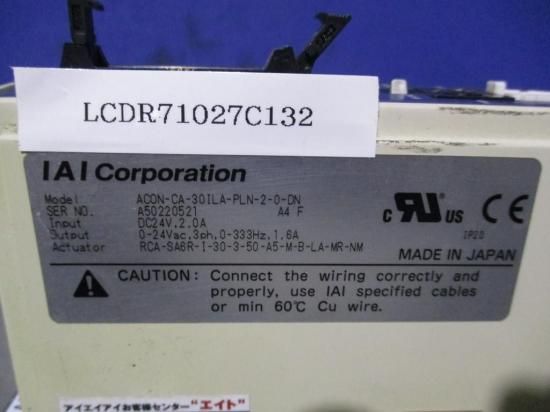 LCDR71027C132
IAI Corporation
Model ACON-CA-30ILA-PLN-2-0-DN
SER NO. A50220521 A4 F
Input DC24V,2.0A
Output 0-24Vac,3ph,0-333Hz,1.6A
Actuator RCA-SA6R-I-30-3-50-A5-M-B-LA-MR-NM
c RU US CE
IP20
MADE IN JAPAN
CAUTION: Connect the wiring correctly and
properly, use IAI specified cables
or min 60℃ Cu wire.
アイエイアイお客様センター"エイト"